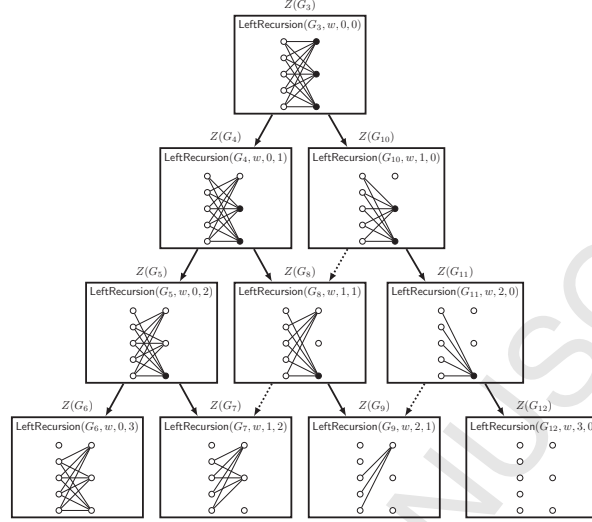 Z(G₃)
LeftRecursion(G₃, w, 0, 0)
Z(G₄) Z(G₁₀)
LeftRecursion(G₄, w, 0, 1) LeftRecursion(G₁₀, w, 1, 0)
Z(G₅) Z(G₈) Z(G₁₁)
LeftRecursion(G₅, w, 0, 2) LeftRecursion(G₈, w, 1, 1) LeftRecursion(G₁₁, w, 2, 0)
Z(G₆) Z(G₇) Z(G₉) Z(G₁₂)
LeftRecursion(G₆, w, 0, 3) LeftRecursion(G₇, w, 1, 2) LeftRecursion(G₉, w, 2, 1) LeftRecursion(G₁₂, w, 3, 0
NUSC